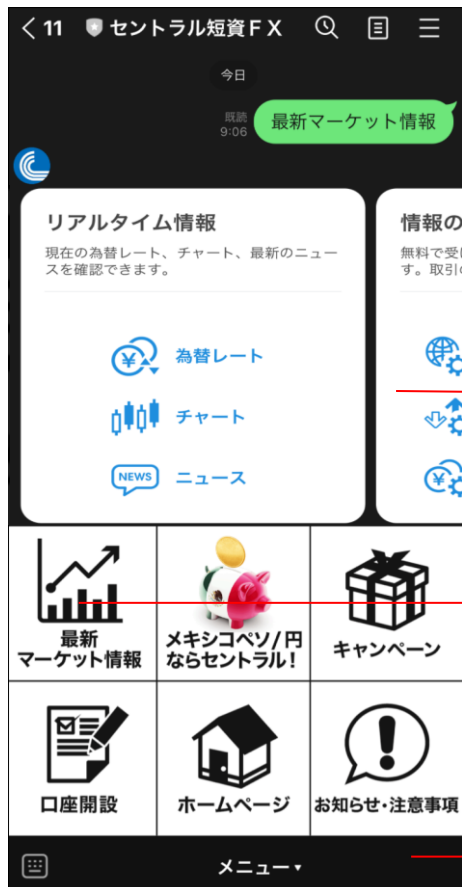 11 セントラル短資ＦＸ
今日
既読
9:06
最新マーケット情報
リアルタイム情報
現在の為替レート、チャート、最新のニュー
スを確認できます。
為替レート
チャート
NEWS
ニュース
情報の
無料で受
す。取引
最新
マーケット情報
メキシコペソ/円
ならセントラル!
キャンペーン
口座開設
ホームページ
お知らせ・注意事項
メニュー▾